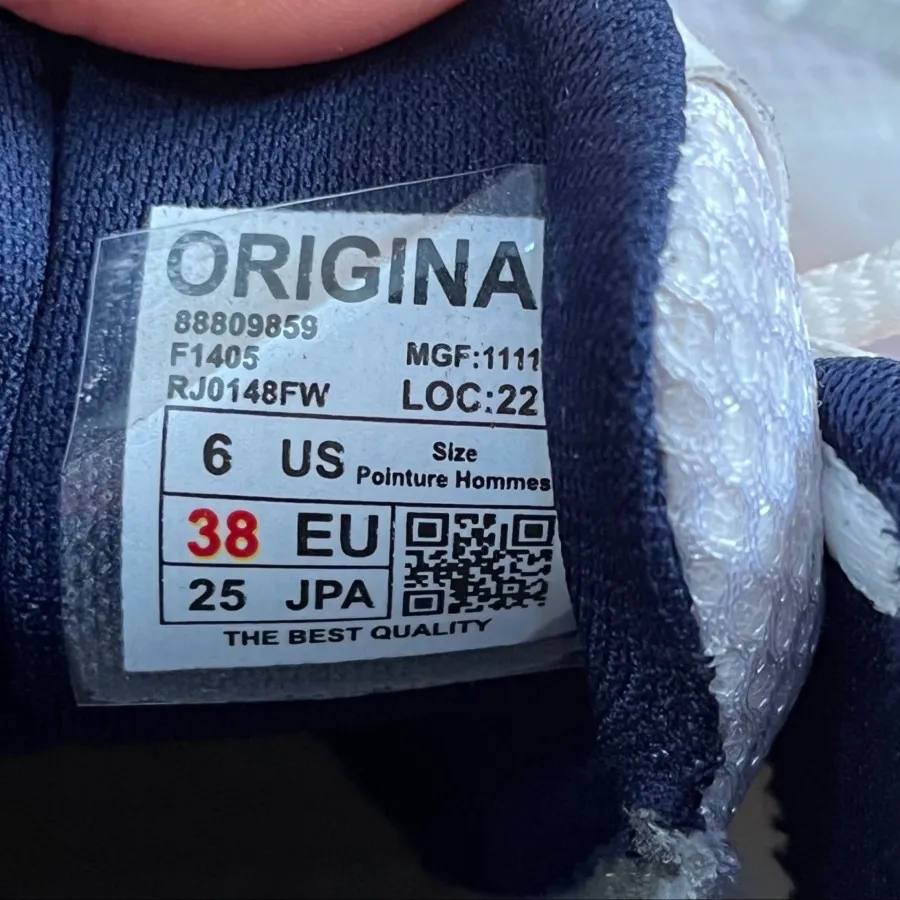 ORIGINA
88809859
F1405 MGF:1111
RJ0148FW LOC:22
6 US Size
Pointure Hommes
38 EU
25 JPA
THE BEST QUALITY